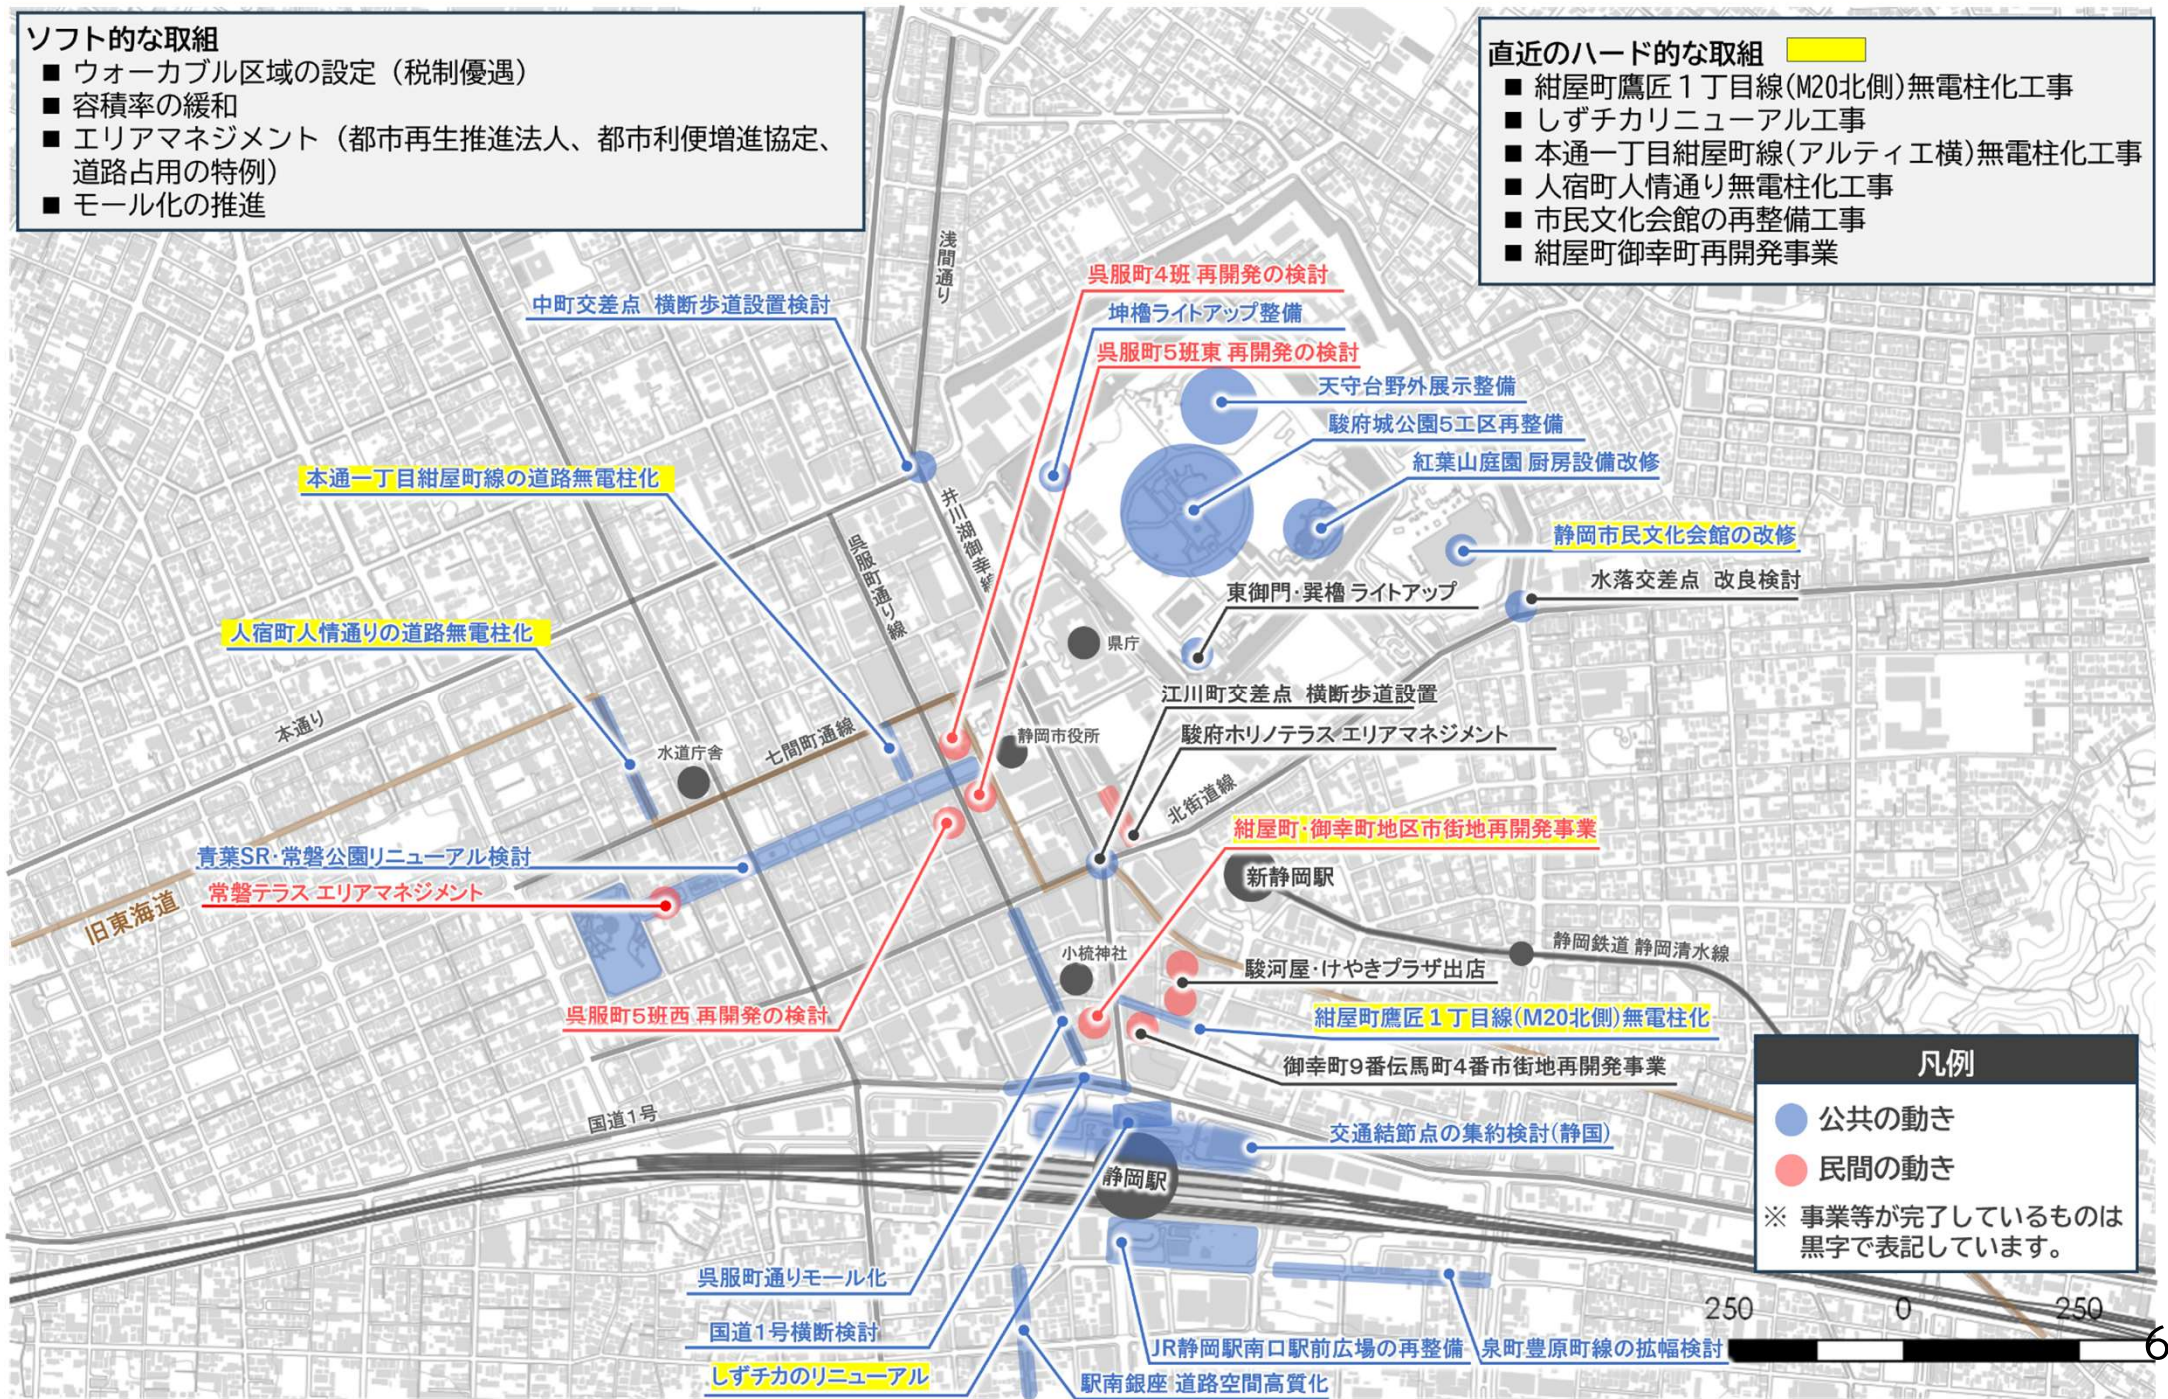 ソフト的な取組
■ ウォーカブル区域の設定（税制優遇）
■ 容積率の緩和
■ エリアマネジメント（都市再生推進法人、都市利便増進協定、
道路占用の特例）
■ モール化の推進
直近のハード的な取組
■ 紺屋町鷹匠１丁目線(M20北側)無電柱化工事
■ しずチカリニューアル工事
■ 本通一丁目紺屋町線(アルティエ横)無電柱化工事
■ 人宿町人情通り無電柱化工事
■ 市民文化会館の再整備工事
■ 紺屋町御幸町再開発事業
浅間通り
呉服町4班 再開発の検討
中町交差点 横断歩道設置検討
坤櫓ライトアップ整備
呉服町5班東 再開発の検討
天守台野外展示整備
駿府城公園5工区再整備
紅葉山庭園 厨房設備改修
本通一丁目紺屋町線の道路無電柱化
井川湖御幸線
呉服町通り線
静岡市民文化会館の改修
水落交差点 改良検討
東御門・巽櫓 ライトアップ
人宿町人情通りの道路無電柱化
県庁
江川町交差点 横断歩道設置
駿府ホリノテラス エリアマネジメント
本通り
七間町通線
水道庁舎
静岡市役所
北街道線
紺屋町・御幸町地区市街地再開発事業
青葉SR・常磐公園リニューアル検討
新静岡駅
常磐テラス エリアマネジメント
旧東海道
静岡鉄道 静岡清水線
小梳神社
駿河屋・けやきプラザ出店
呉服町5班西 再開発の検討
紺屋町鷹匠１丁目線(M20北側)無電柱化
御幸町9番伝馬町4番市街地再開発事業
国道1号
交通結節点の集約検討(静国)
静岡駅
凡例
公共の動き
民間の動き
※ 事業等が完了しているものは
黒字で表記しています。
呉服町通りモール化
国道1号横断検討
しずチカのリニューアル
JR静岡駅南口駅前広場の再整備
泉町豊原町線の拡幅検討
駅南銀座 道路空間高質化
250 0 250
6